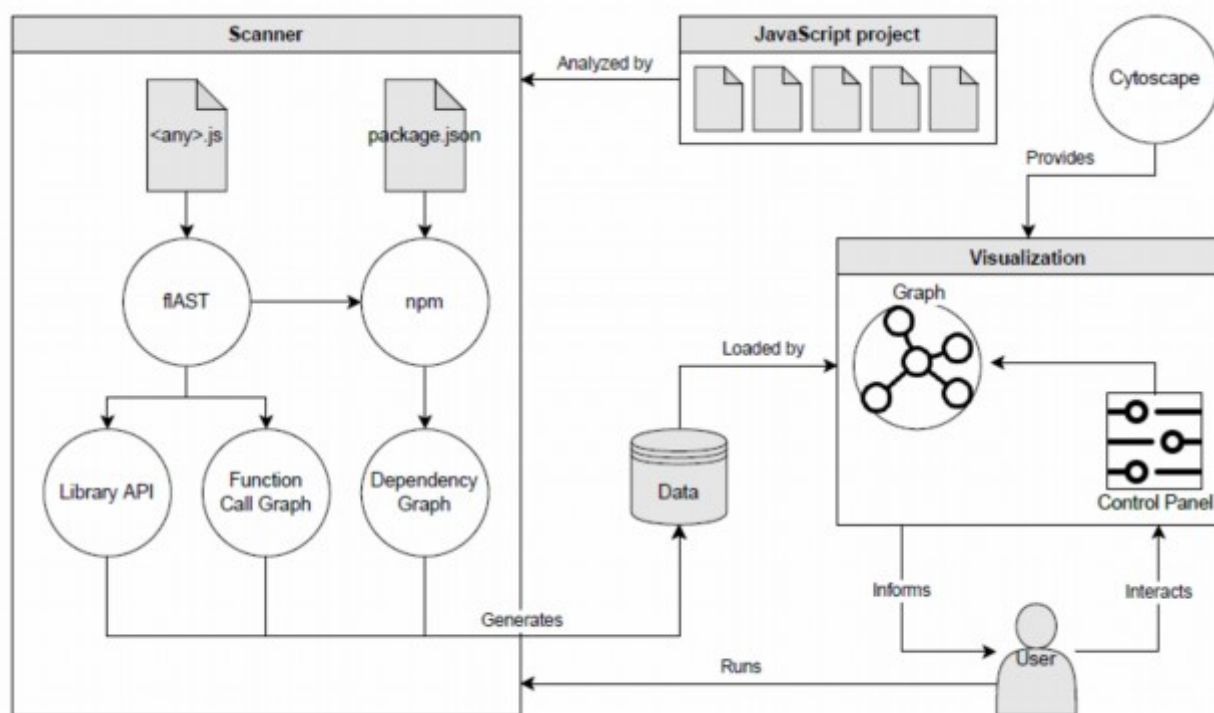 Scanner
<any>.js
package.json
flAST
npm
Library API
Function
Call Graph
Dependency
Graph
Analyzed by
JavaScript project
Cytoscape
Provides
Visualization
Graph
Control Panel
Loaded by
Data
Generates
Informs
Interacts
User
Runs